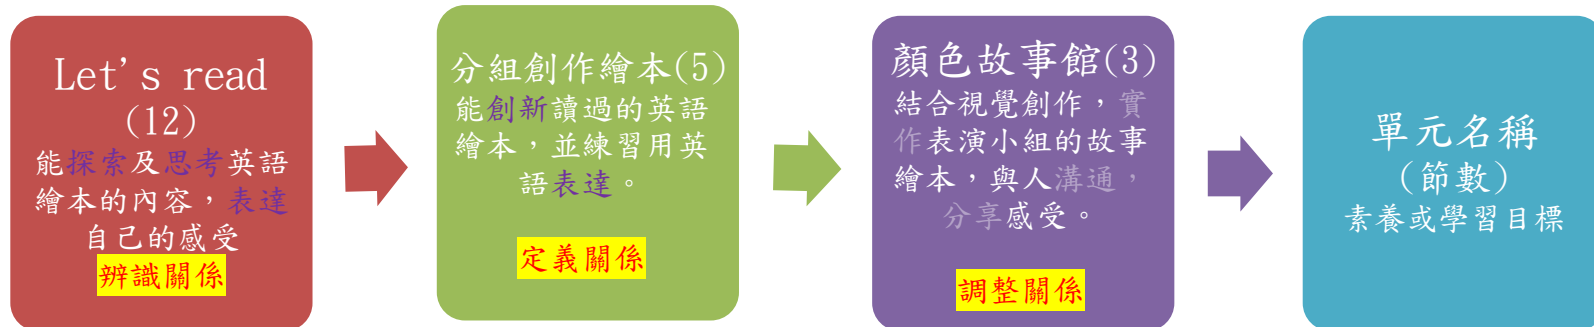 Let's read
(12)
能探索及思考英語
繪本的內容，表達
自己的感受
辨識關係
分組創作繪本(5)
能創新讀過的英語
繪本，並練習用英
語表達。
定義關係
顏色故事館(3)
結合視覺創作，實
作表演小組的故事
繪本，與人溝通，
分享感受。
調整關係
單元名稱
(節數)
素養或學習目標